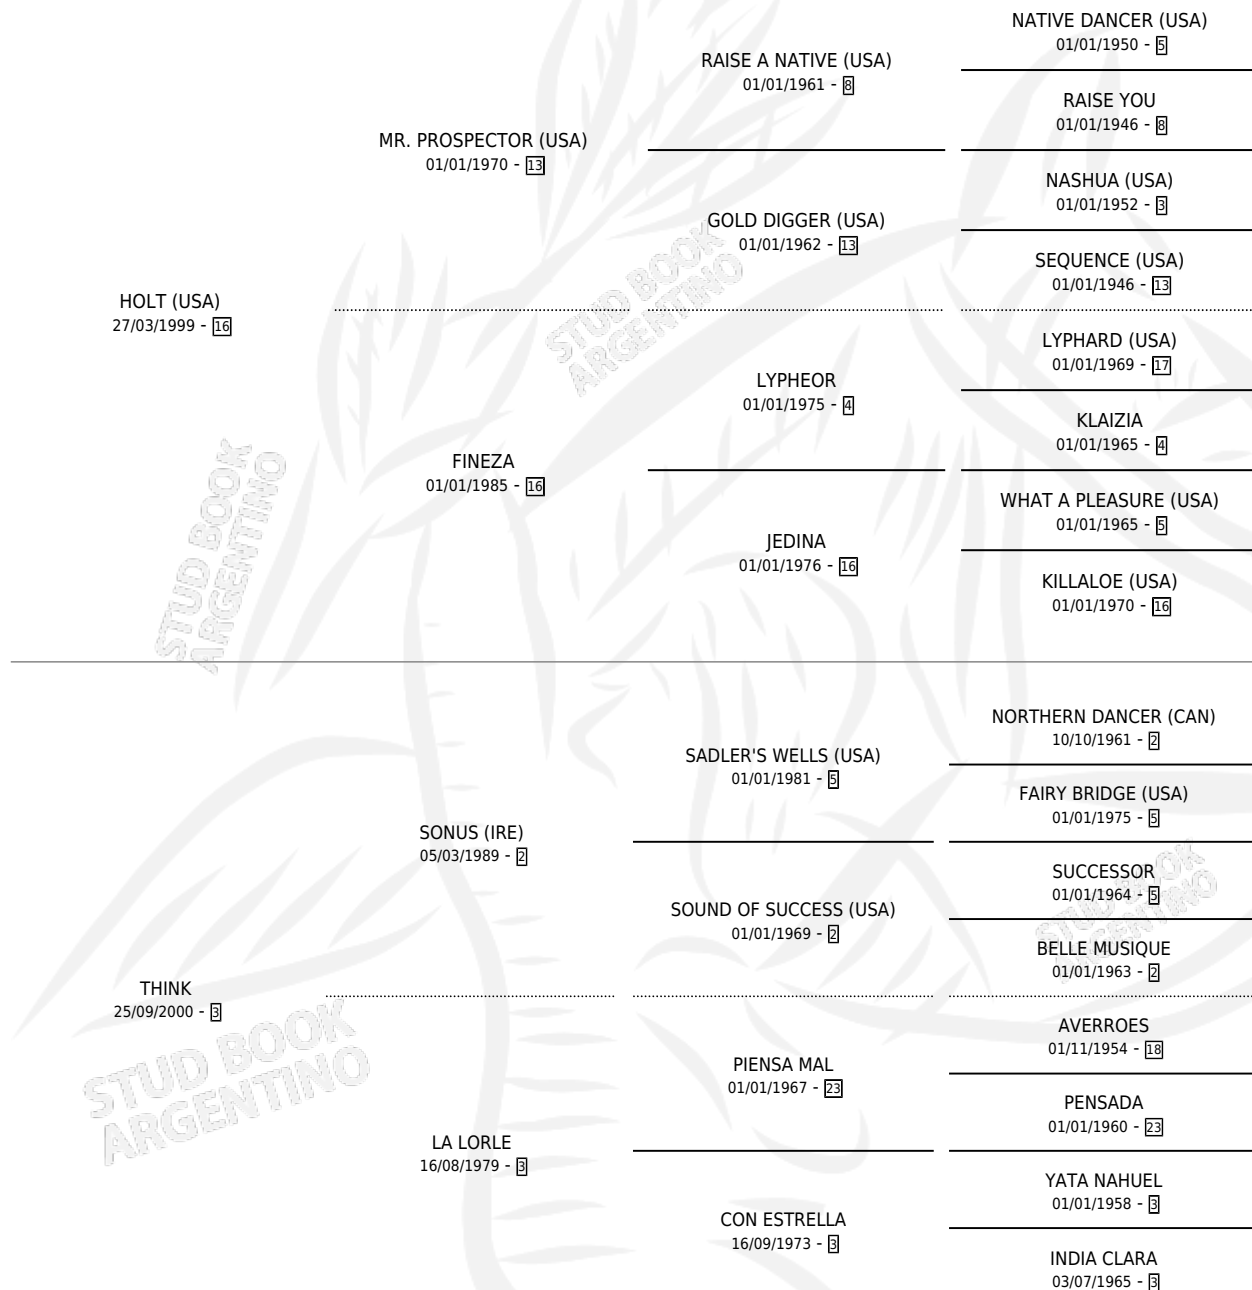 NATIVE DANCER (USA)
01/01/1950 - 5
RAISE A NATIVE (USA)
01/01/1961 - 8
RAISE YOU
01/01/1946 - 8
MR. PROSPECTOR (USA)
01/01/1970 - 13
NASHUA (USA)
01/01/1952 - 3
GOLD DIGGER (USA)
01/01/1962 - 13
SEQUENCE (USA)
01/01/1946 - 13
HOLT (USA)
27/03/1999 - 16
STUD BOOK
ARGENTINO
LYPHARD (USA)
01/01/1969 - 17
LYPHEOR
01/01/1975 - 4
KLAIZIA
01/01/1965 - 4
FINEZA
01/01/1985 - 16
WHAT A PLEASURE (USA)
01/01/1965 - 5
JEDINA
01/01/1976 - 16
KILLALOE (USA)
01/01/1970 - 16
STUD BOOK
ARGENTINO
NORTHERN DANCER (CAN)
10/10/1961 - 2
SADLER'S WELLS (USA)
01/01/1981 - 5
FAIRY BRIDGE (USA)
01/01/1975 - 5
SONUS (IRE)
05/03/1989 - 2
SUCCESSOR
01/01/1964 - 5
SOUND OF SUCCESS (USA)
01/01/1969 - 2
BELLE MUSIQUE
01/01/1963 - 2
STUD BOOK
ARGENTINO
THINK
25/09/2000 - 3
AVERROES
01/11/1954 - 18
PIENSA MAL
01/01/1967 - 23
PENSADA
01/01/1960 - 23
STUD BOOK
ARGENTINO
LA LORLE
16/08/1979 - 3
YATA NAHUEL
01/01/1958 - 3
CON ESTRELLA
16/09/1973 - 3
INDIA CLARA
03/07/1965 - 3